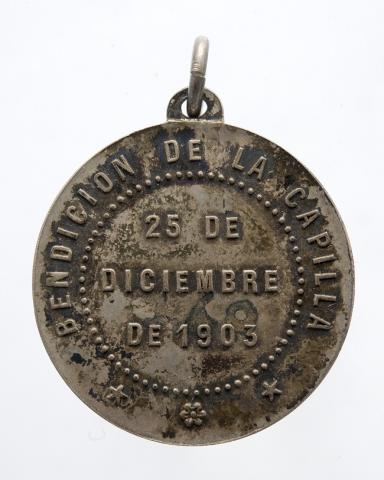 BENDICION DE LA CAPILLA
25 DE
DICIEMBRE
DE 1903